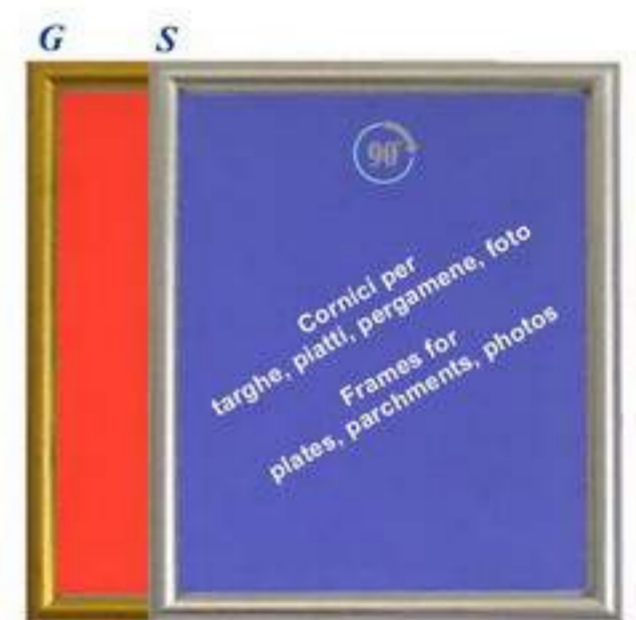 G S
90°
Cornici per
targhe, piatti, pergamene, foto
Frames for
plates, parchments, photos